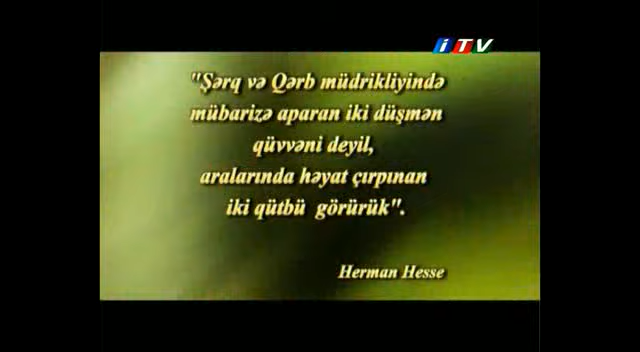 iTV
"Şərq və Qərb müdrikliyində
mübarizə aparan iki düşmən
qüvvəni deyil,
aralarında həyat çırpınan
iki qütbü görürük".
Herman Hesse